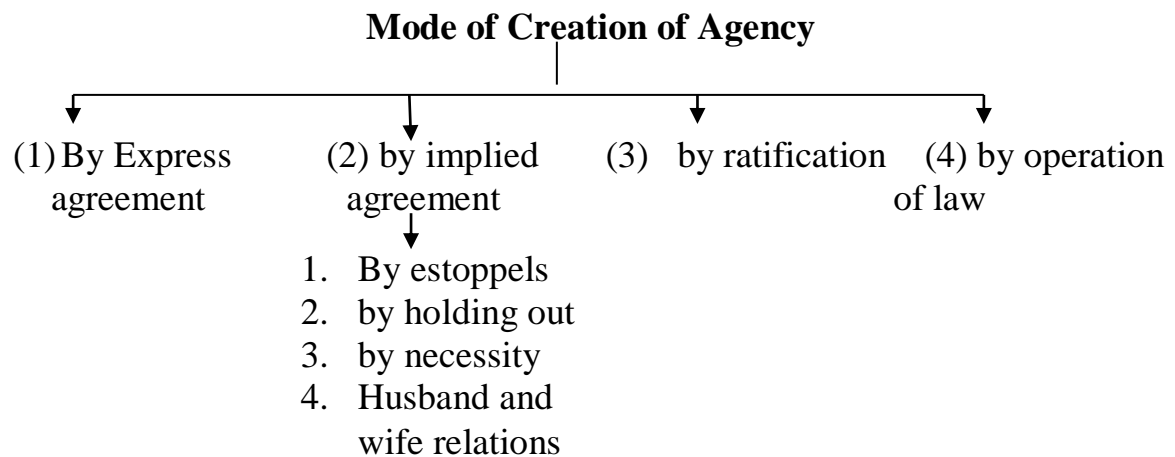 Mode of Creation of Agency
(1) By Express agreement
(2) by implied agreement
(3) by ratification
(4) by operation of law
1. By estoppels
2. by holding out
3. by necessity
4. Husband and
wife relations